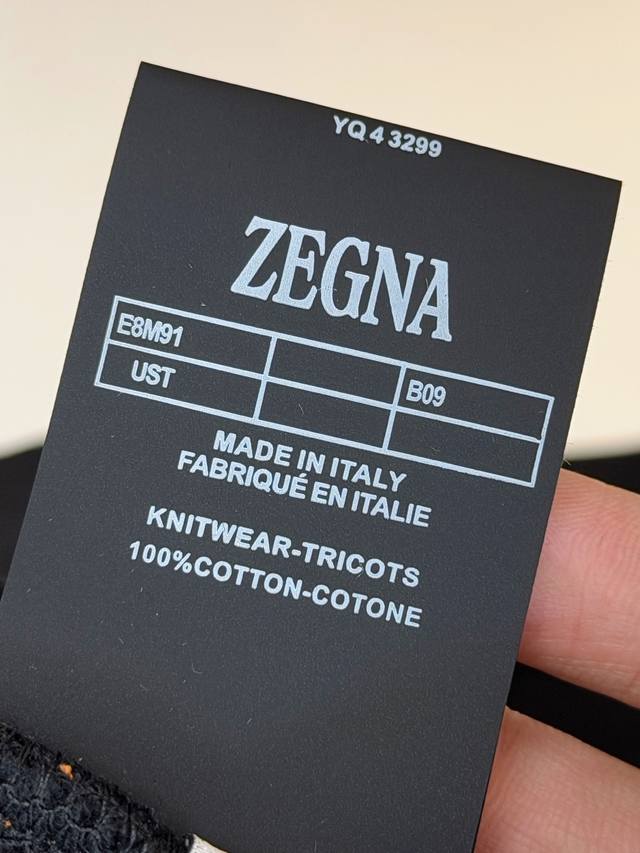 YQ 4 3299
ZEGNA
E8M91 B09
UST
MADE IN ITALY
FABRIQUÉ EN ITALIE
KNITWEAR-TRICOTS
100%COTTON-COTONE